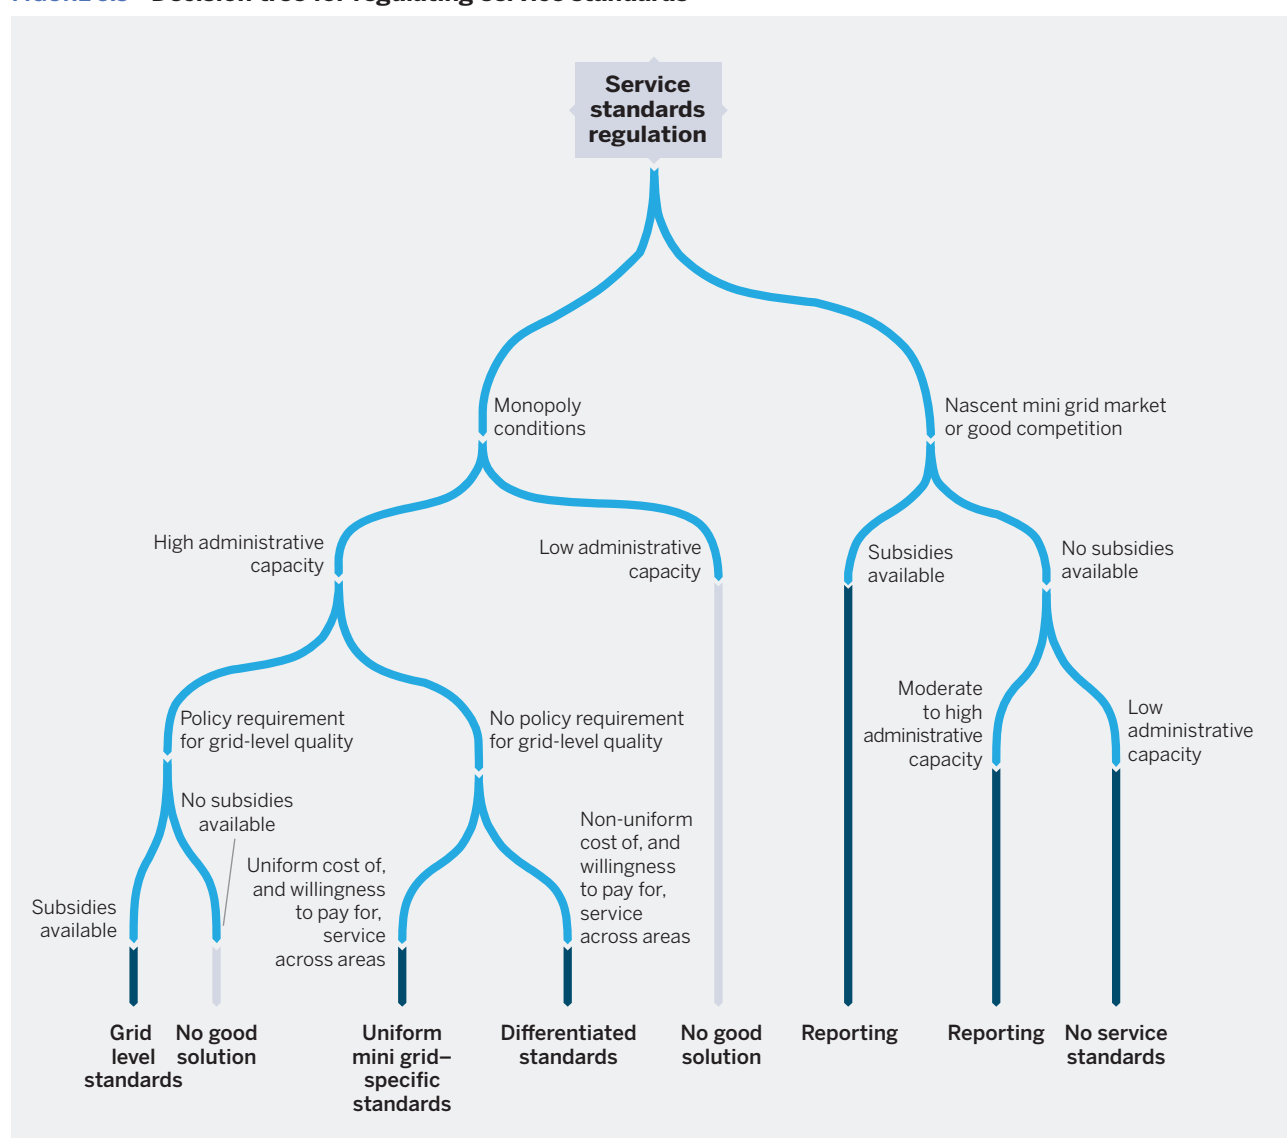 Service
standards
regulation
Monopoly
conditions
Nascent mini grid market
or good competition
High administrative
capacity
Low administrative
capacity
Subsidies
available
No subsidies
available
Policy requirement
for grid-level quality
No policy requirement
for grid-level quality
Moderate
to high
administrative
capacity
Low
administrative
capacity
Subsidies
available
No subsidies
available
Uniform cost of,
and willingness
to pay for,
service
across areas
Non-uniform
cost of, and
willingness
to pay for,
service
across areas
Grid
level
standards
No good
solution
Uniform
mini grid–
specific
standards
Differentiated
standards
No good
solution
Reporting
Reporting
No service
standards